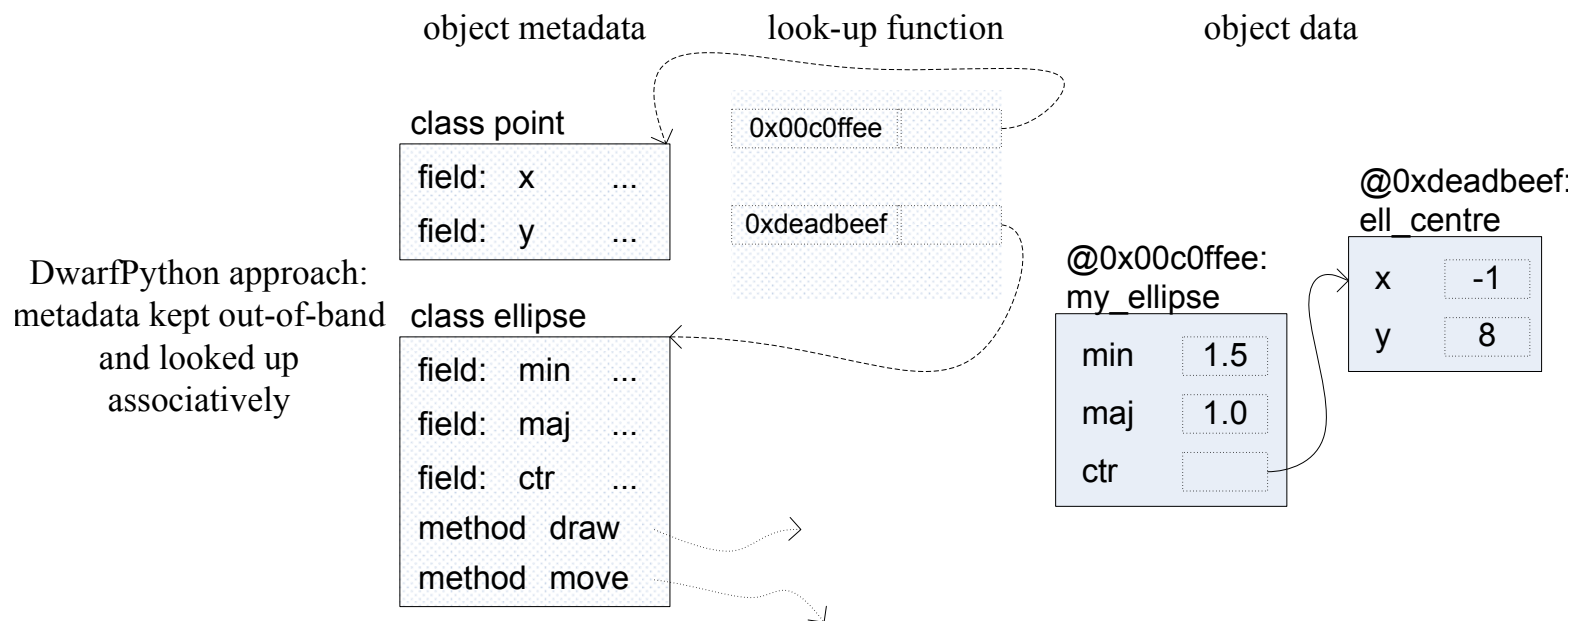 object metadata
look-up function
object data
DwarfPython approach:
metadata kept out-of-band
and looked up
associatively
class point
field: x ...
field: y ...
class ellipse
field: min ...
field: maj ...
field: ctr ...
method draw
method move
0x00c0ffee
0xdeadbeef
@0x00c0ffee:
my_ellipse
min 1.5
maj 1.0
ctr
@0xdeadbeef:
ell_centre
x -1
y 8